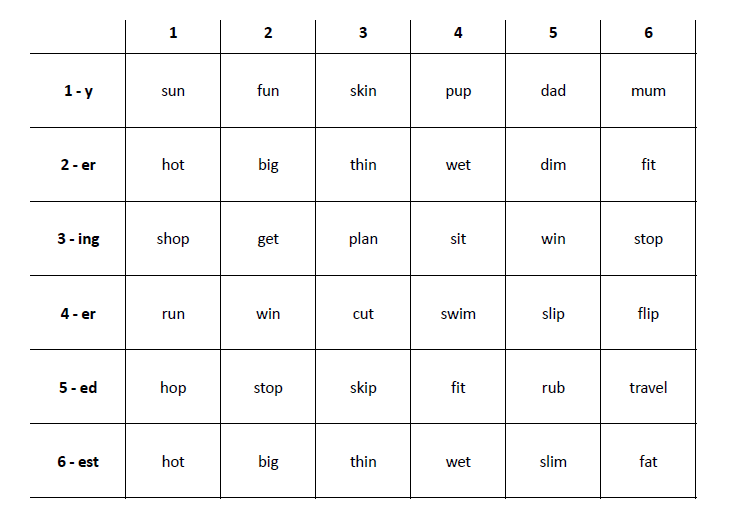 1 2 3 4 5 6
1 - y sun fun skin pup dad mum
2 - er hot big thin wet dim fit
3 - ing shop get plan sit win stop
4 - er run win cut swim slip flip
5 - ed hop stop skip fit rub travel
6 - est hot big thin wet slim fat